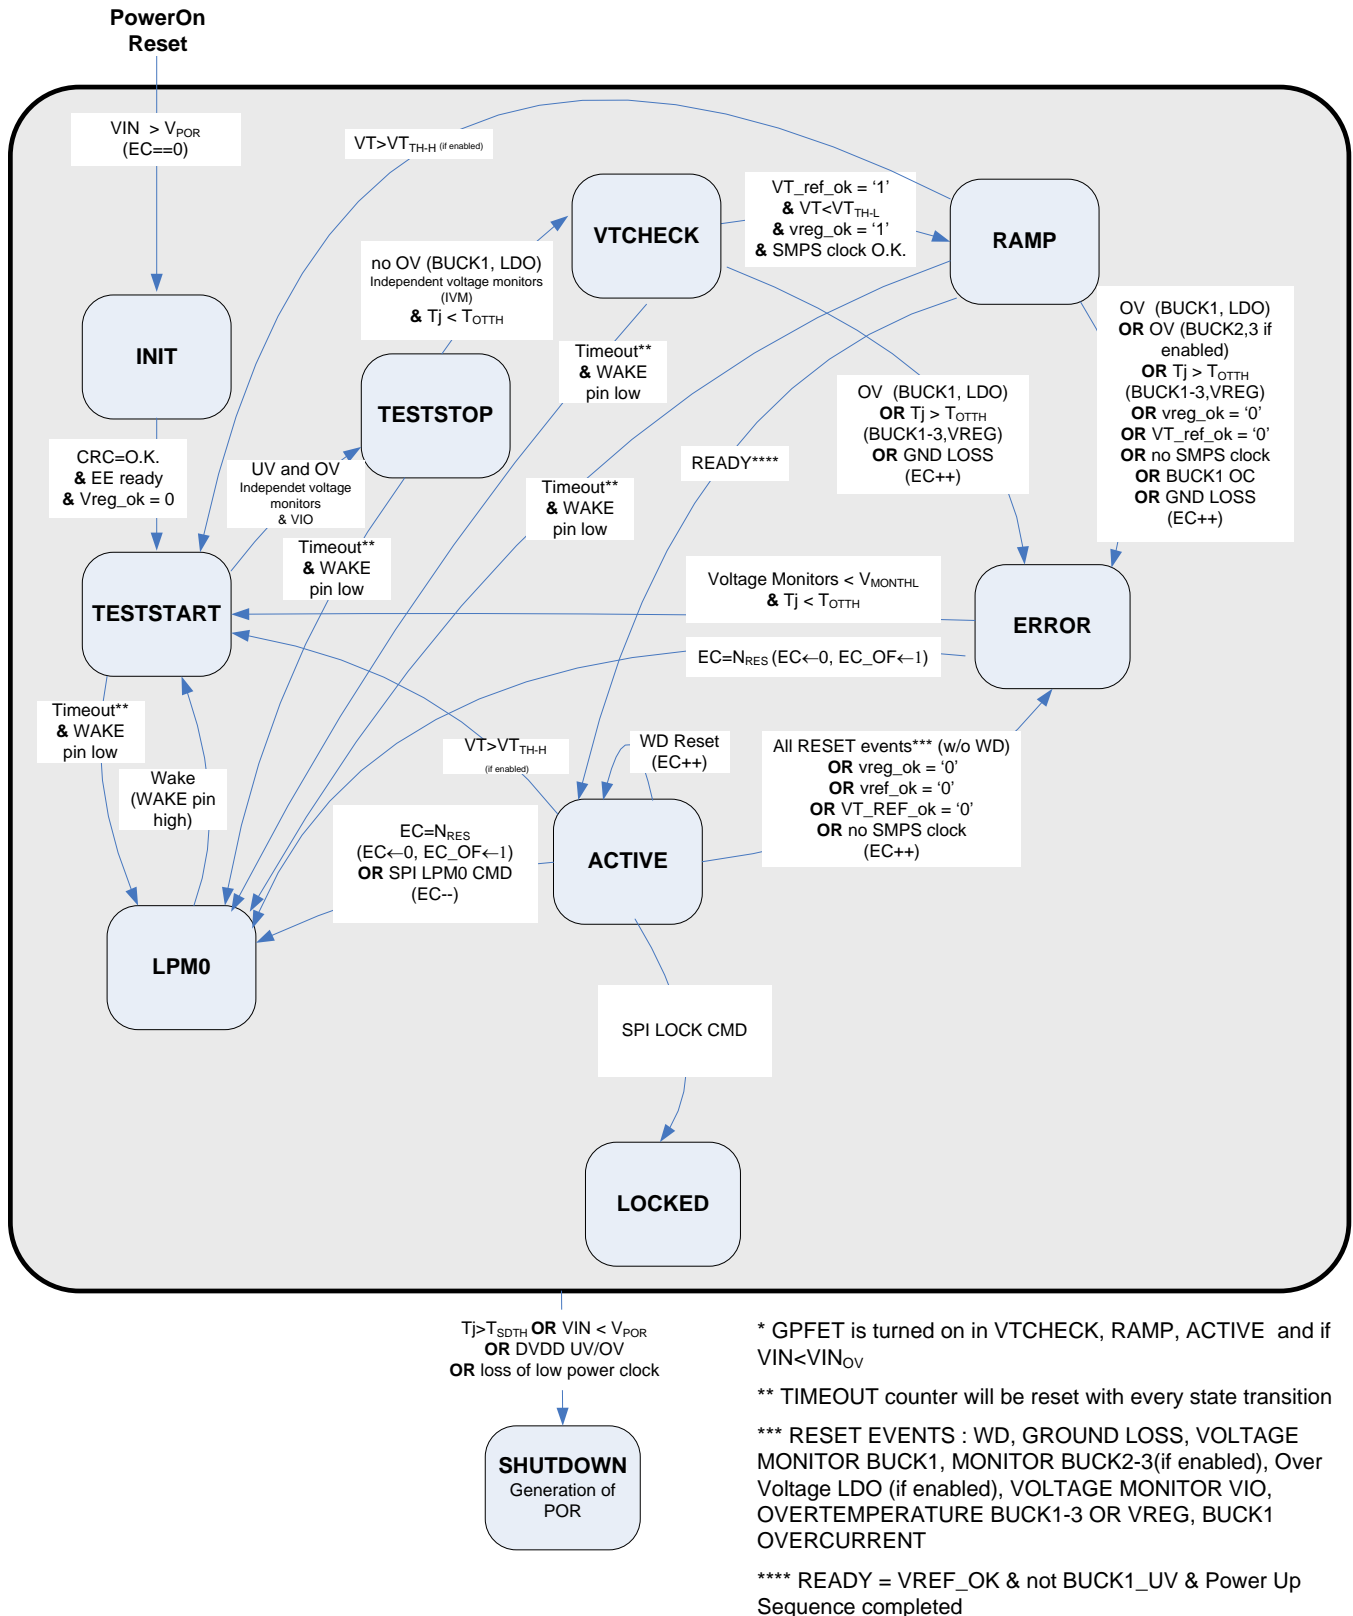 PowerOn
Reset
VIN > VPOR
(EC==0)
VT>VTTH-H (if enabled)
VT_ref_ok = ‘1’
& VT<VTTH-L
& vreg_ok = ‘1’
& SMPS clock O.K.
VTCHECK
RAMP
no OV (BUCK1, LDO)
Independent voltage monitors
(IVM)
& Tj < TOTTH
INIT
OV (BUCK1, LDO)
OR OV (BUCK2,3 if
enabled)
OR Tj > TOTTH
(BUCK1-3,VREG)
OR vreg_ok = ‘0’
OR VT_ref_ok = ‘0’
OR no SMPS clock
OR BUCK1 OC
OR GND LOSS
(EC++)
Timeout**
& WAKE
pin low
TESTSTOP
OV (BUCK1, LDO)
OR Tj > TOTTH
(BUCK1-3,VREG)
OR GND LOSS
(EC++)
CRC=O.K.
& EE ready
& Vreg_ok = 0
UV and OV
Independet voltage
monitors
& VIO
READY****
Timeout**
& WAKE
pin low
Timeout**
& WAKE
pin low
Voltage Monitors < VMONTHL
& Tj < TOTTH
TESTSTART
ERROR
EC=NRES (EC←0, EC_OF←1)
Timeout**
& WAKE
pin low
Wake
(WAKE pin
high)
VT>VTTH-H
(if enabled)
WD Reset
(EC++)
All RESET events*** (w/o WD)
OR vreg_ok = ‘0’
OR vref_ok = ‘0’
OR VT_REF_ok = ‘0’
OR no SMPS clock
(EC++)
EC=NRES
(EC←0, EC_OF←1)
OR SPI LPM0 CMD
(EC--)
ACTIVE
LPM0
SPI LOCK CMD
LOCKED
Tj>TSDTH OR VIN < VPOR
OR DVDD UV/OV
OR loss of low power clock
SHUTDOWN
Generation of
POR
* GPFET is turned on in VTCHECK, RAMP, ACTIVE and if
VIN<VINOV
** TIMEOUT counter will be reset with every state transition
*** RESET EVENTS : WD, GROUND LOSS, VOLTAGE
MONITOR BUCK1, MONITOR BUCK2-3(if enabled), Over
Voltage LDO (if enabled), VOLTAGE MONITOR VIO,
OVERTEMPERATURE BUCK1-3 OR VREG, BUCK1
OVERCURRENT
**** READY = VREF_OK & not BUCK1_UV & Power Up
Sequence completed